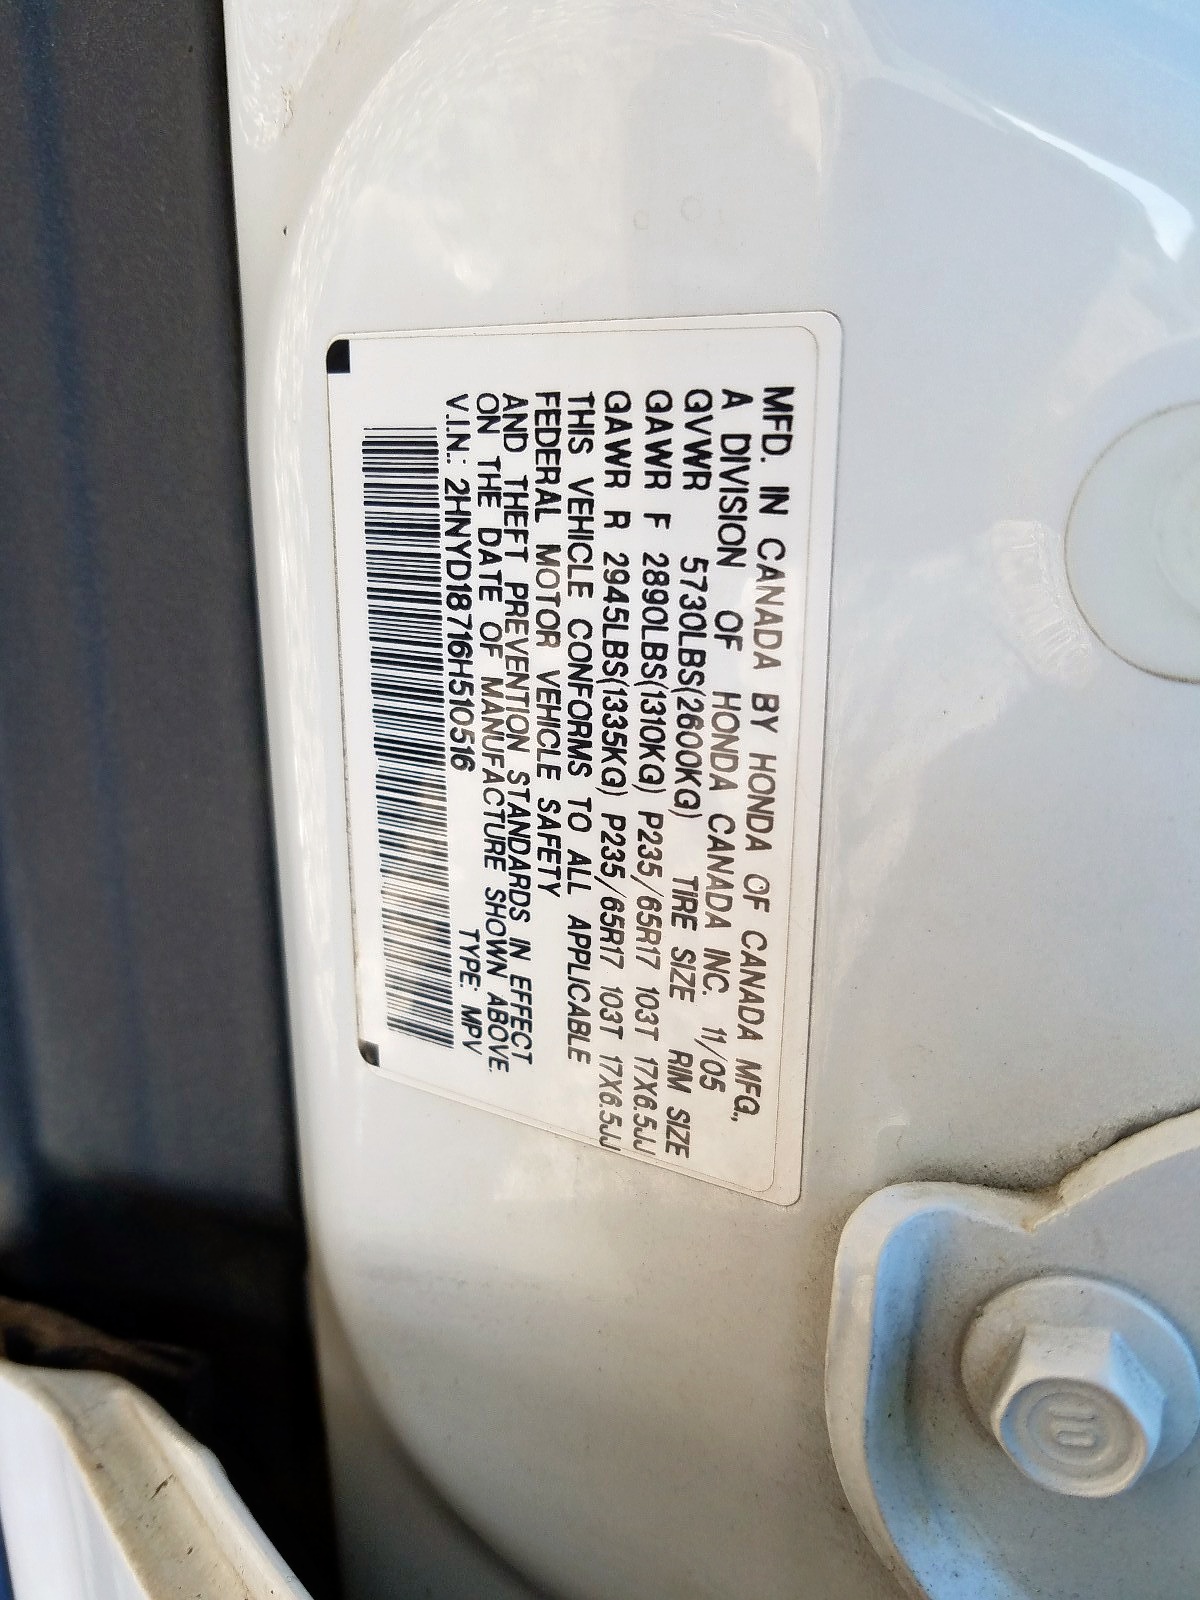 MFD. IN CANADA BY HONDA OF CANADA MFG.,
A DIVISION OF HONDA CANADA INC. 11/05
GVWR 5730LBS(2600KG) TIRE SIZE RIM SIZE
GAWR F 2890LBS(1310KG) P235/65R17 103T 17X6.5JJ
GAWR R 2945LBS(1335KG) P235/65R17 103T 17X6.5JJ
THIS VEHICLE CONFORMS TO ALL APPLICABLE
FEDERAL MOTOR VEHICLE SAFETY
AND THEFT PREVENTION STANDARDS IN EFFECT
ON THE DATE OF MANUFACTURE SHOWN ABOVE.
V.I.N.: 2HNYD18716H510516 TYPE: MPV
10